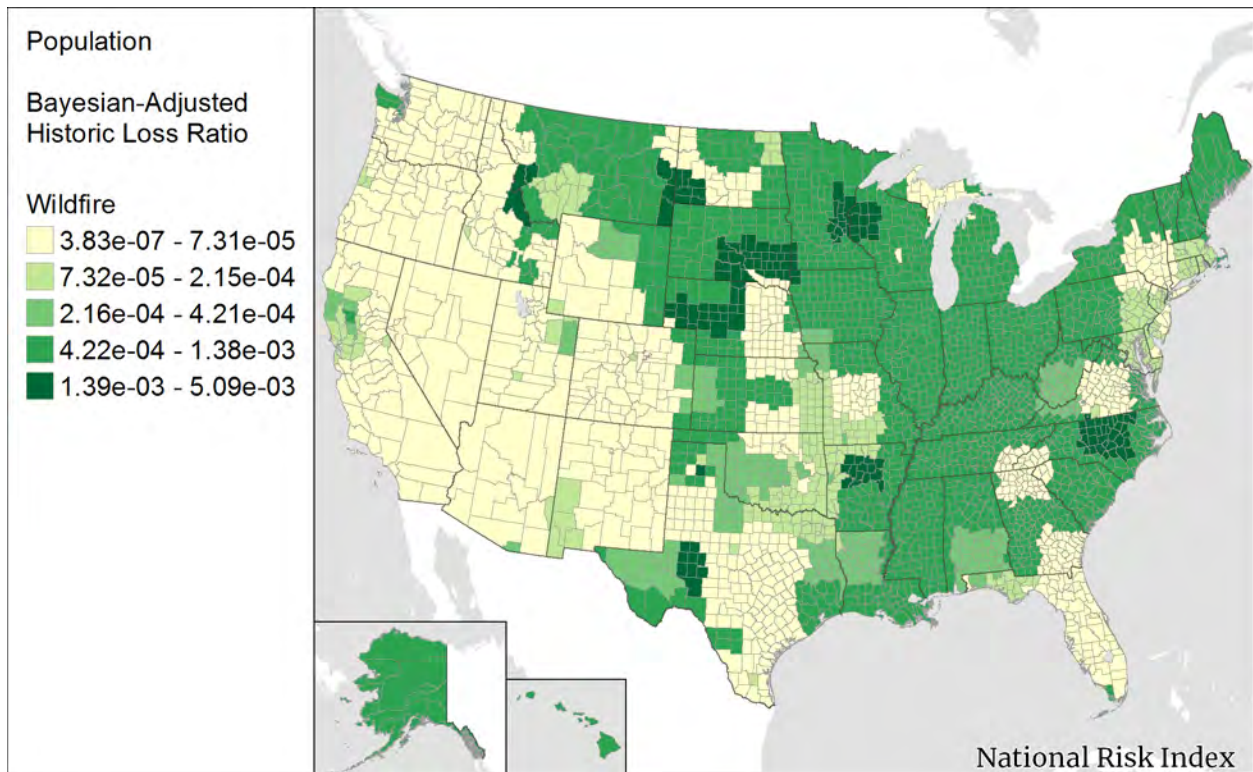 Population
Bayesian-Adjusted
Historic Loss Ratio
Wildfire
3.83e-07 - 7.31e-05
7.32e-05 - 2.15e-04
2.16e-04 - 4.21e-04
4.22e-04 - 1.38e-03
1.39e-03 - 5.09e-03
National Risk Index